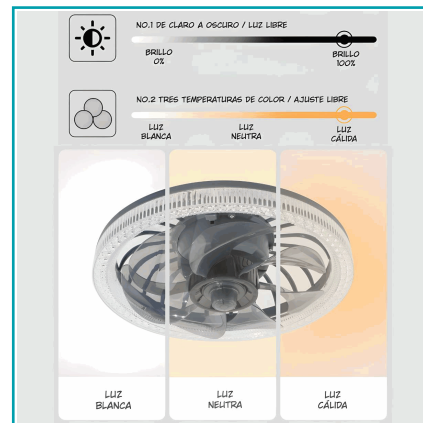 NO.1 DE CLARO A OSCURO / LUZ LIBRE
BRILLO
0%
BRILLO
100%
NO.2 TRES TEMPERATURAS DE COLOR / AJUSTE LIBRE
LUZ
BLANCA
LUZ
NEUTRA
LUZ
CÁLIDA
LUZ
BLANCA
LUZ
NEUTRA
LUZ
CÁLIDA